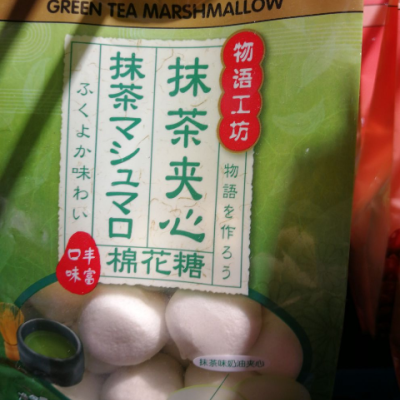 GREEN TEA MARSHMALLOW
物语工坊
抹茶夹心
抹茶マシュマロ
ふくよか味わい
物語を作ろう
棉花糖
丰富
口味
抹茶味奶油夹心